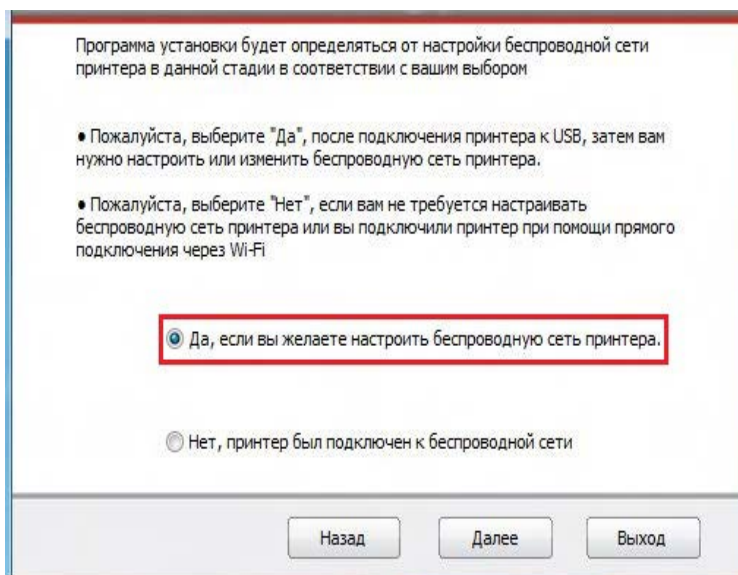 Программа установки будет определяться от настройки беспроводной сети
принтера в данной стадии в соответствии с вашим выбором
• Пожалуйста, выберите "Да", после подключения принтера к USB, затем вам
нужно настроить или изменить беспроводную сеть принтера.
• Пожалуйста, выберите "Нет", если вам не требуется настраивать
беспроводную сеть принтера или вы подключили принтер при помощи прямого
подключения через Wi-Fi
Да, если вы желаете настроить беспроводную сеть принтера.
Нет, принтер был подключен к беспроводной сети
Назад Далее Выход